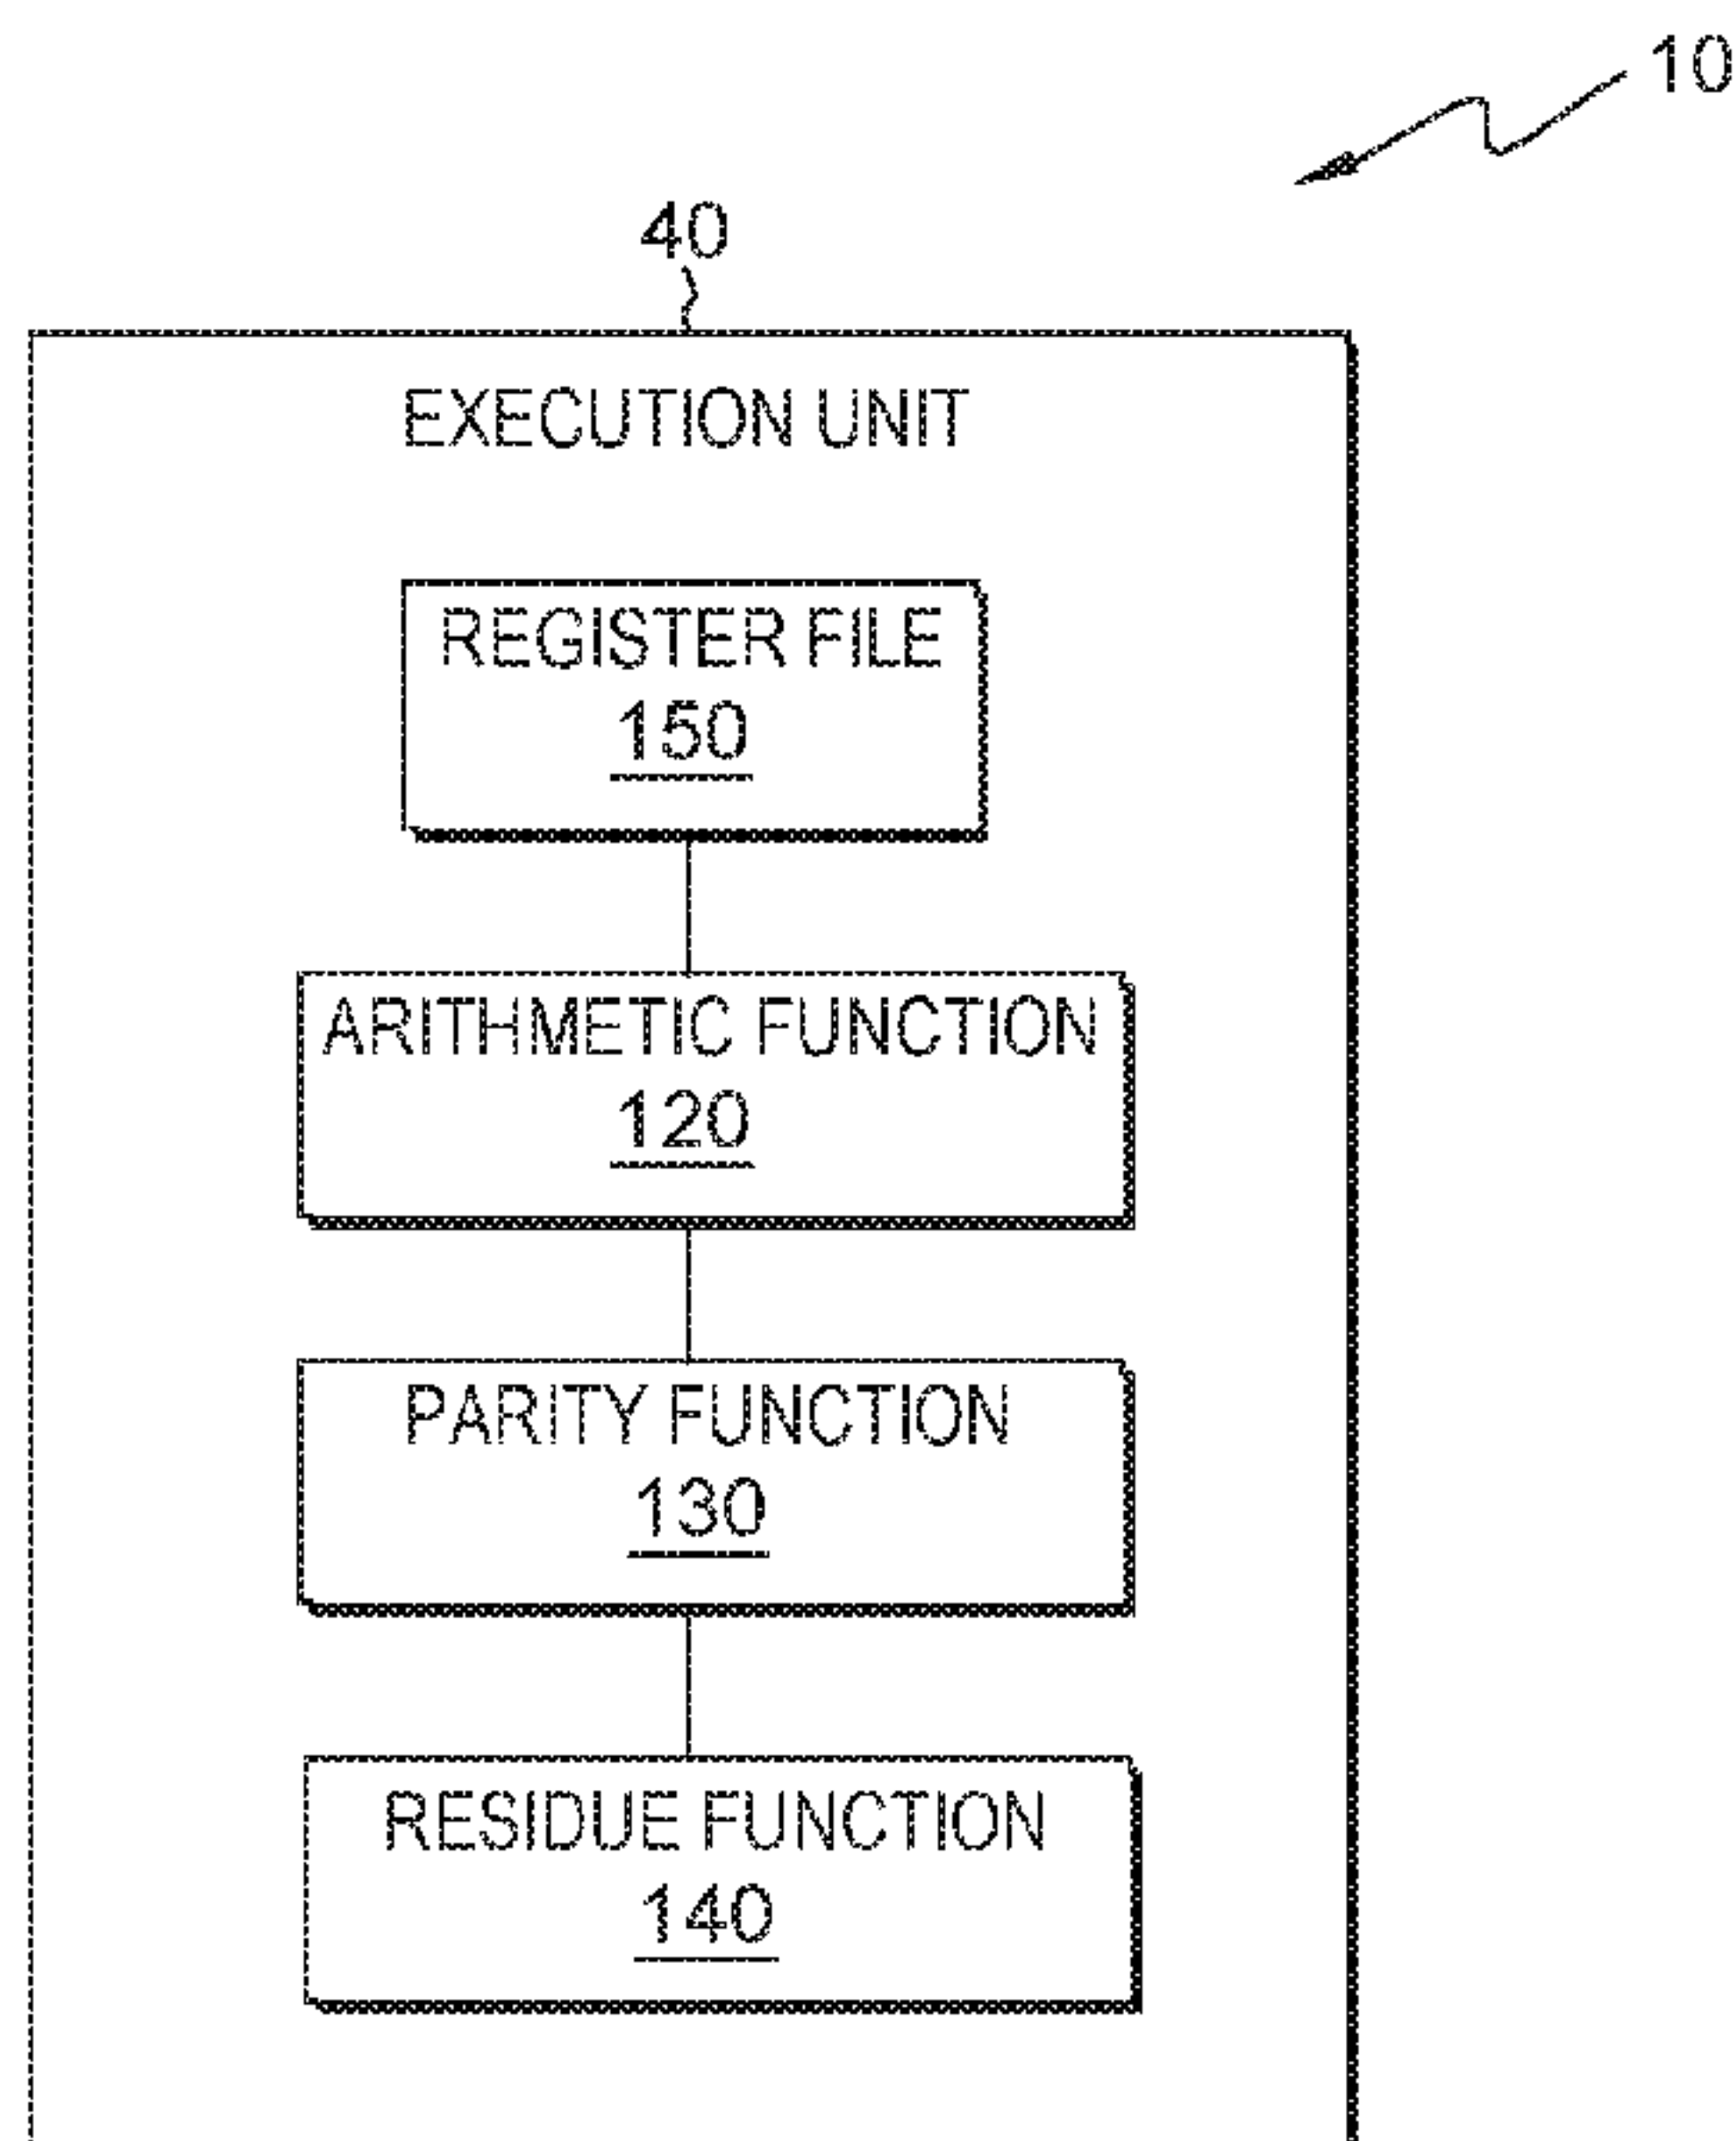 10
40
EXECUTION UNIT
REGISTER FILE
150
ARITHMETIC FUNCTION
120
PARITY FUNCTION
130
RESIDUE FUNCTION
140